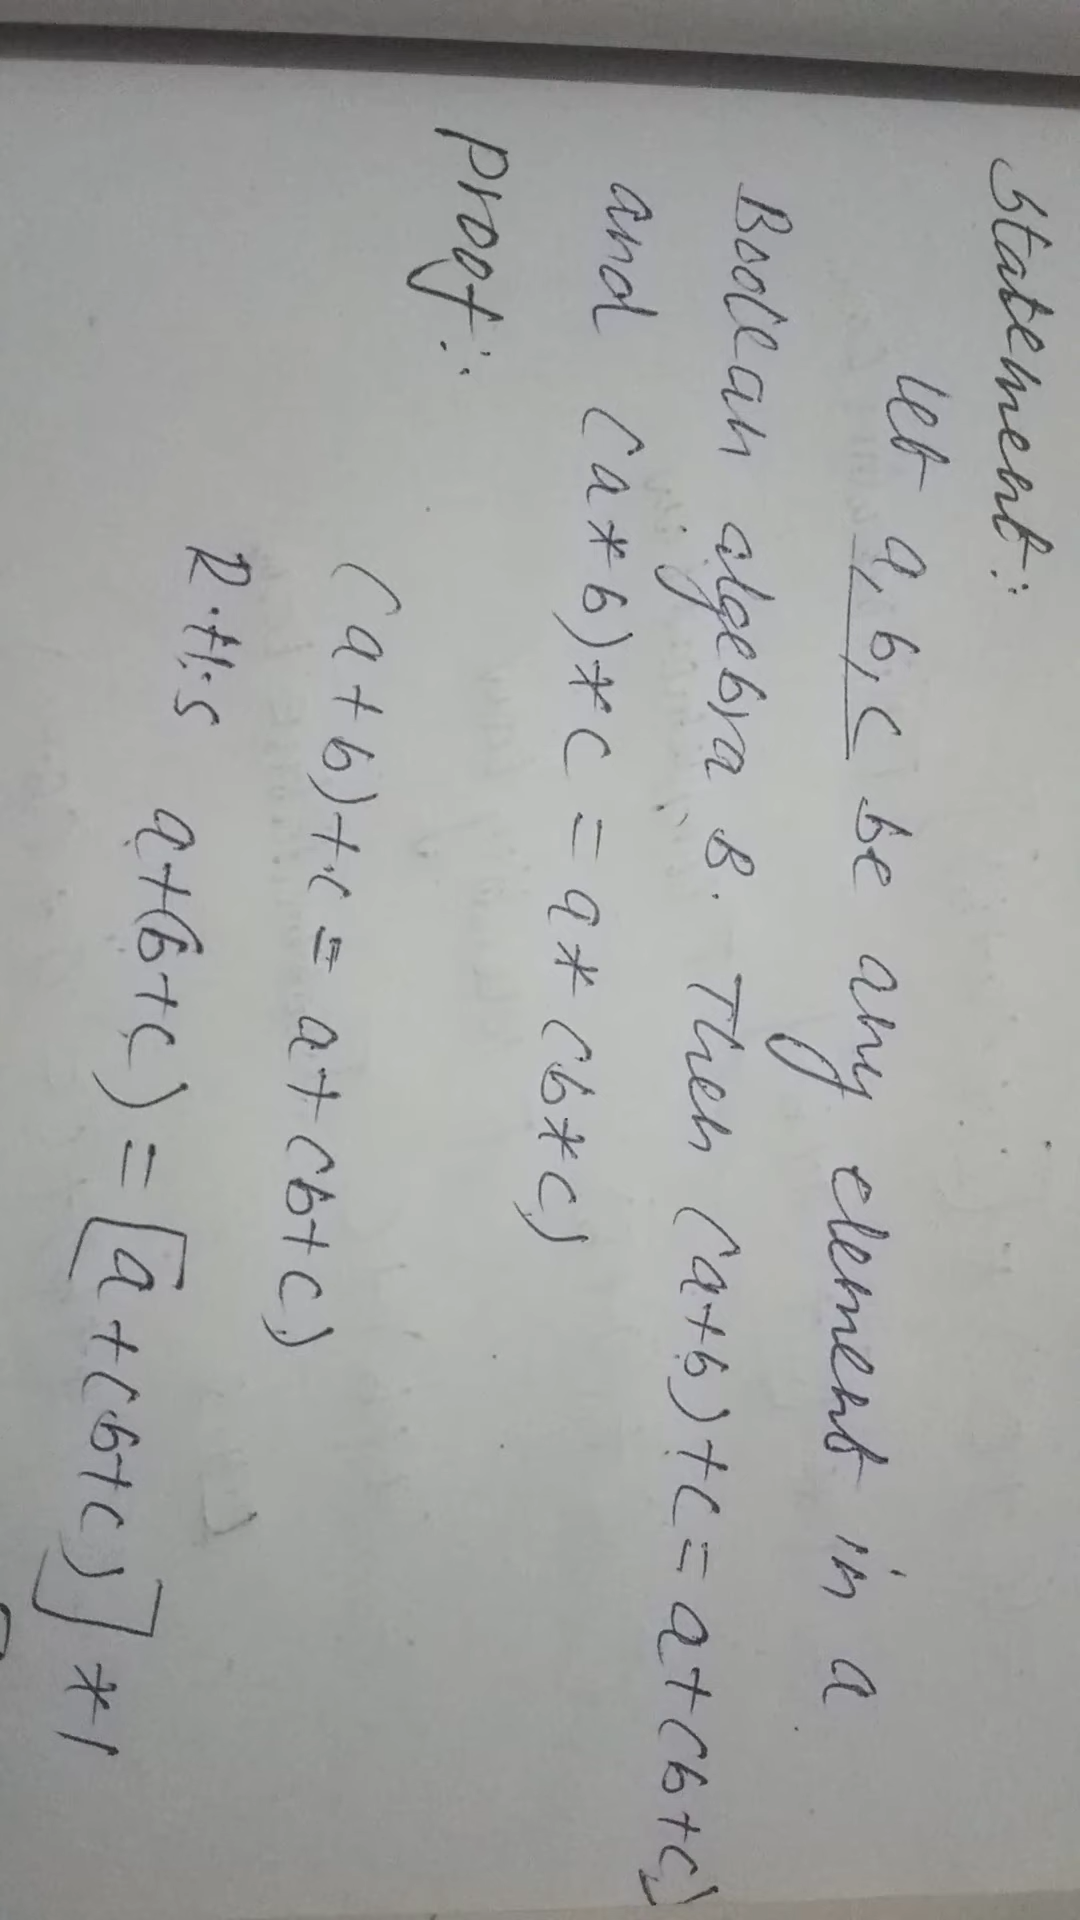 Statement:
let a, b, c be any element in a
Boolean algebra B. Then (a+b)+c = a+(b+c)
and (a*b)*c = a*(b*c)
Proof:
(a+b)+c = a+(b+c)
R.H.S a+(b+c) = [a+(b+c)]*1